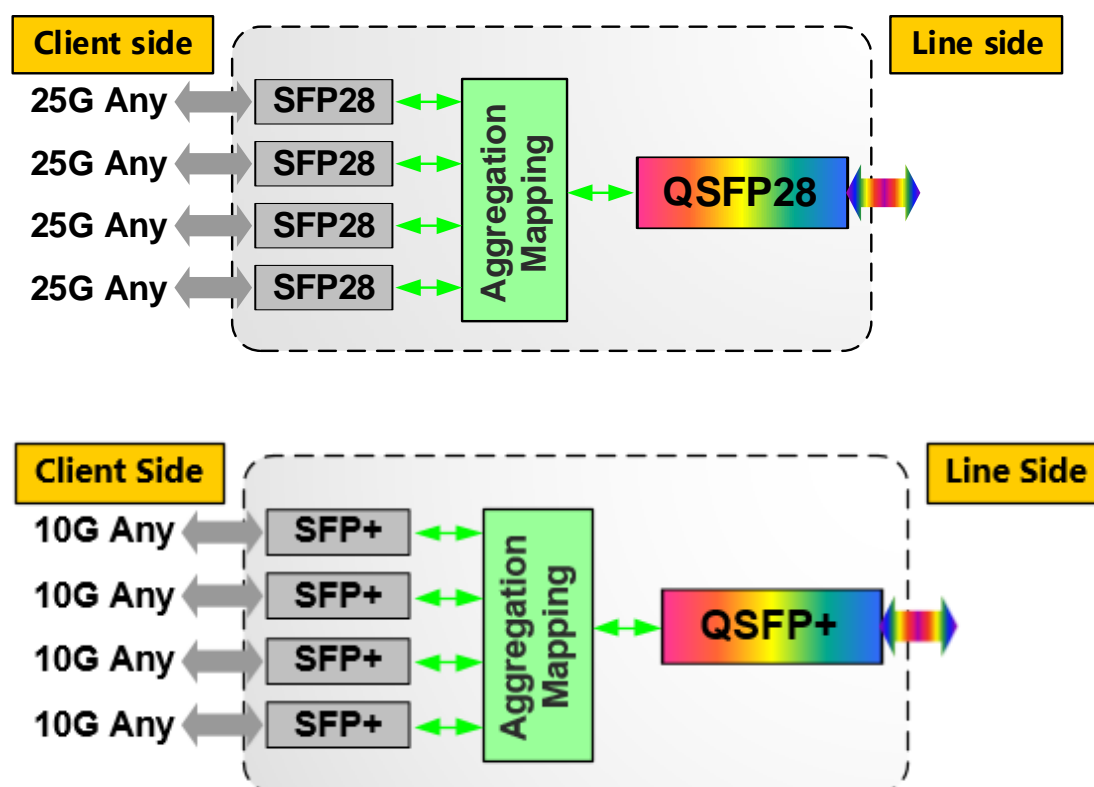 Client side
Line side
25G Any
SFP28
25G Any
SFP28
25G Any
SFP28
25G Any
SFP28
Aggregation
Mapping
QSFP28
Client Side
Line Side
10G Any
SFP+
10G Any
SFP+
10G Any
SFP+
10G Any
SFP+
Aggregation
Mapping
QSFP+